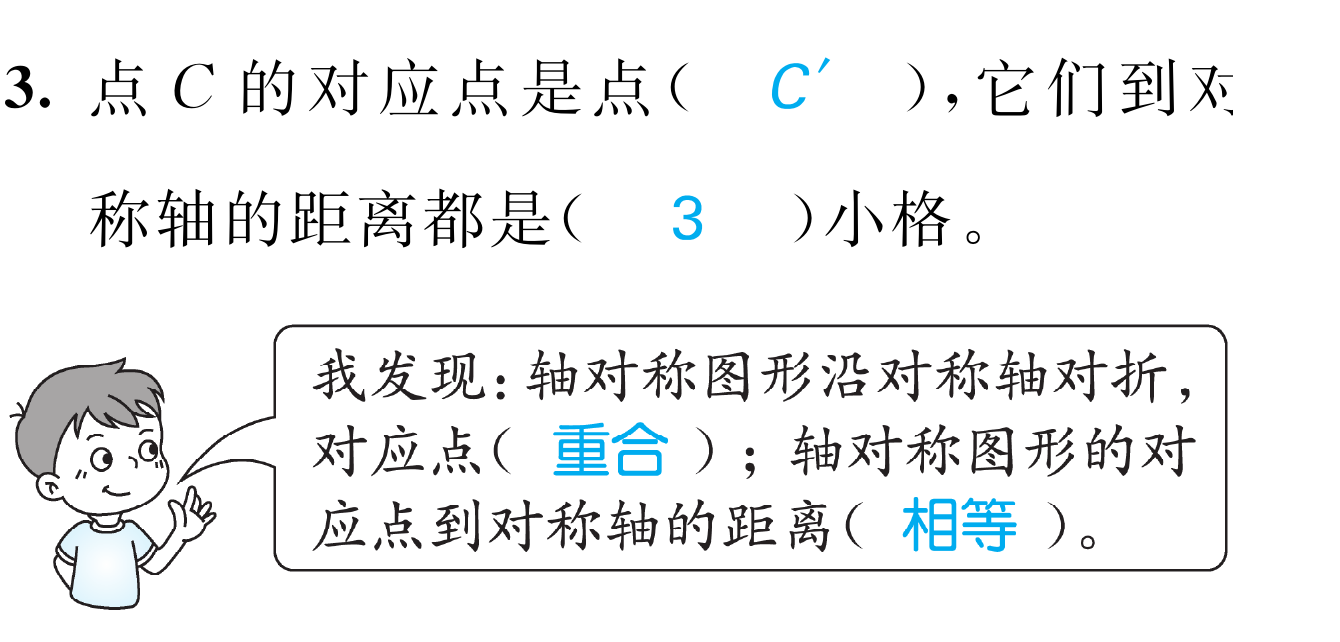 3. 点 C 的对应点是点( C′ ),它们到对
称轴的距离都是( 3 )小格。
我发现:轴对称图形沿对称轴对折,
对应点( 重合 );轴对称图形的对
应点到对称轴的距离( 相等 )。